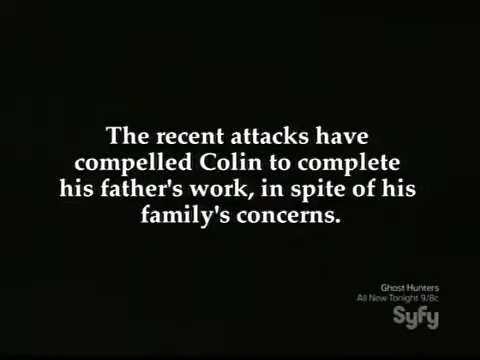 The recent attacks have
compelled Colin to complete
his father's work, in spite of his
family's concerns.
Ghost Hunters
All New Tonight 9/8c
Syfy